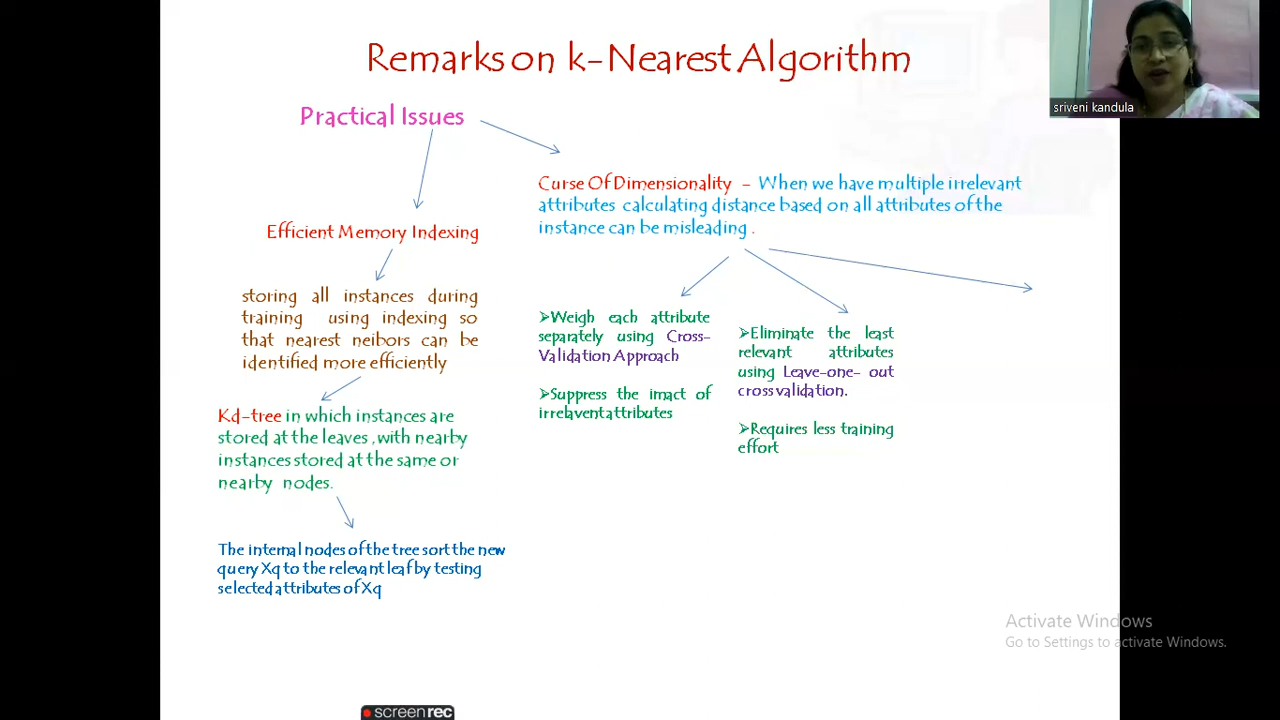 Remarks on k-Nearest Algorithm
sriveni kandula
Practical Issues
Curse Of Dimensionality - When we have multiple irrelevant
attributes calculating distance based on all attributes of the
instance can be misleading .
Efficient Memory Indexing
storing all instances during
training using indexing so
that nearest neibors can be
identified more efficiently
Kd-tree in which instances are
stored at the leaves ,with nearby
instances stored at the same or
nearby nodes.
The internal nodes of the tree sort the new
query Xq to the relevant leaf by testing
selected attributes of Xq
➢Weigh each attribute
separately using Cross-
Validation Approach
➢Suppress the imact of
irrelavent attributes
➢Eliminate the least
relevant attributes
using Leave-one- out
cross validation.
➢Requires less training
effort
Activate Windows
Go to Settings to activate Windows.
screenrec